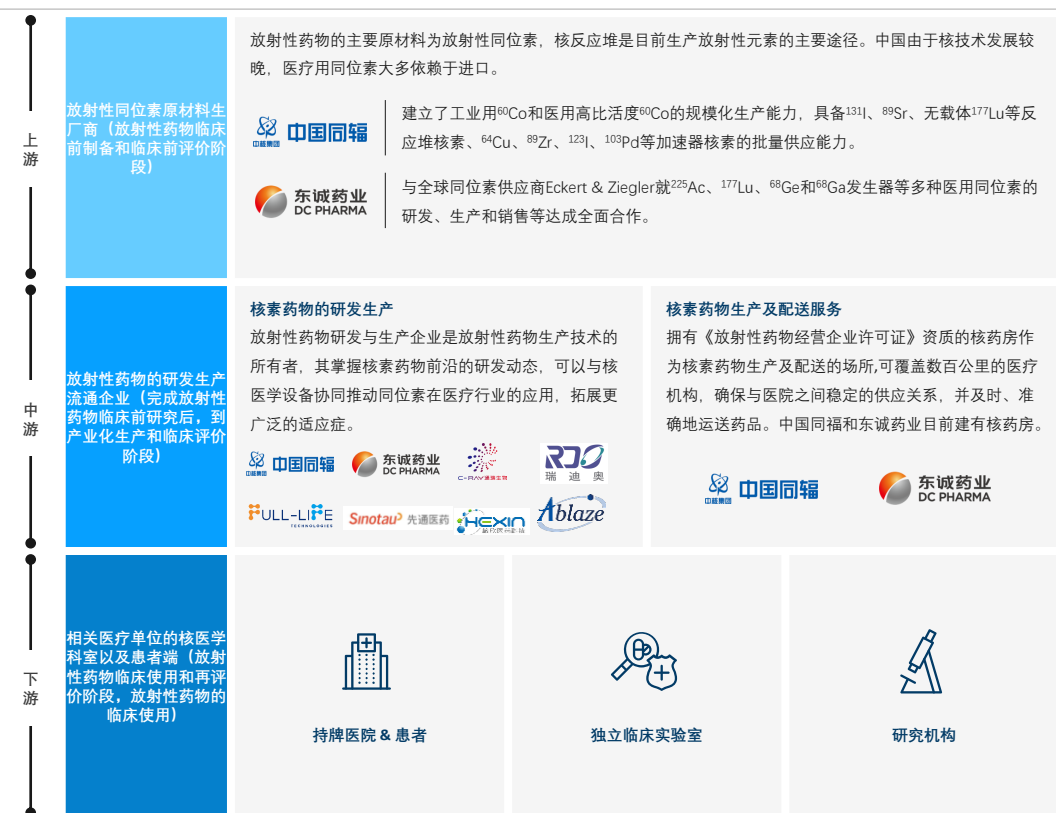 上
游
放射性同位素原材料生
厂商（放射性药物临床
前制备和临床前评价阶
段）
放射性药物的主要原材料为放射性同位素，核反应堆是目前生产放射性元素的主要途径。中国由于核技术发展较
晚，医疗用同位素大多依赖于进口。
中核集团
中国同辐
建立了工业用⁶⁰Co和医用高比活度⁶⁰Co的规模化生产能力，具备¹³¹I、⁸⁹Sr、无载体¹⁷⁷Lu等反
应堆核素、⁶⁴Cu、⁸⁹Zr、¹²³I、¹⁰³Pd等加速器核素的批量供应能力。
东诚药业
DC PHARMA
与全球同位素供应商Eckert & Ziegler就²²⁵Ac、¹⁷⁷Lu、⁶⁸Ge和⁶⁸Ga发生器等多种医用同位素的
研发、生产和销售等达成全面合作。
中
游
放射性药物的研发生产
流通企业（完成放射性
药物临床前研究后，到
产业化生产和临床评价
阶段）
核素药物的研发生产
放射性药物研发与生产企业是放射性药物生产技术的
所有者，其掌握核素药物前沿的研发动态，可以与核
医学设备协同推动同位素在医疗行业的应用，拓展更
广泛的适应症。
中核集团
中国同辐
东诚药业
DC PHARMA
C-RAY
RDO
瑞 迪 奥
FULL-LIFE
TECHNOLOGIES
Sinotau 先通医药
HEXIN
Ablaze
核素药物生产及配送服务
拥有《放射性药物经营企业许可证》资质的核药房作
为核素药物生产及配送的场所,可覆盖数百公里的医疗
机构，确保与医院之间稳定的供应关系，并及时、准
确地运送药品。中国同福和东诚药业目前建有核药房。
中核集团
中国同辐
东诚药业
DC PHARMA
下
游
相关医疗单位的核医学
科室以及患者端（放射
性药物临床使用和再评
价阶段，放射性药物的
临床使用）
持牌医院 & 患者
独立临床实验室
研究机构